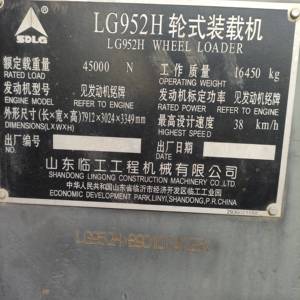 SDLG
LG952H 轮式装载机
LG952H WHEEL LOADER
额定载重量 45000 N 工作质量 16450 kg
RATED LOAD OPERATING WEIGHT
发动机型号 见发动机铭牌 发动机标定功率 见发动机铭牌
ENGINE REFER TO ENGINE RATED POWER REFER TO ENGINE
外形尺寸(长×宽×高) 7912×3024×3349mm 最高设计速度 38 km/h
DIMENSIONS(L×W×H) HIGHEST SPEED
出厂编号 出厂日期
SERIAL NO.
山东临工工程机械有限公司
SHANDONG LINGONG CONSTRUCTION MACHINERY CO.,LTD
中华人民共和国山东省临沂市经济开发区临工工业园
ECONOMIC DEVELOPMENT PARK,LINYI,SHANDONG,P.R.CHINA